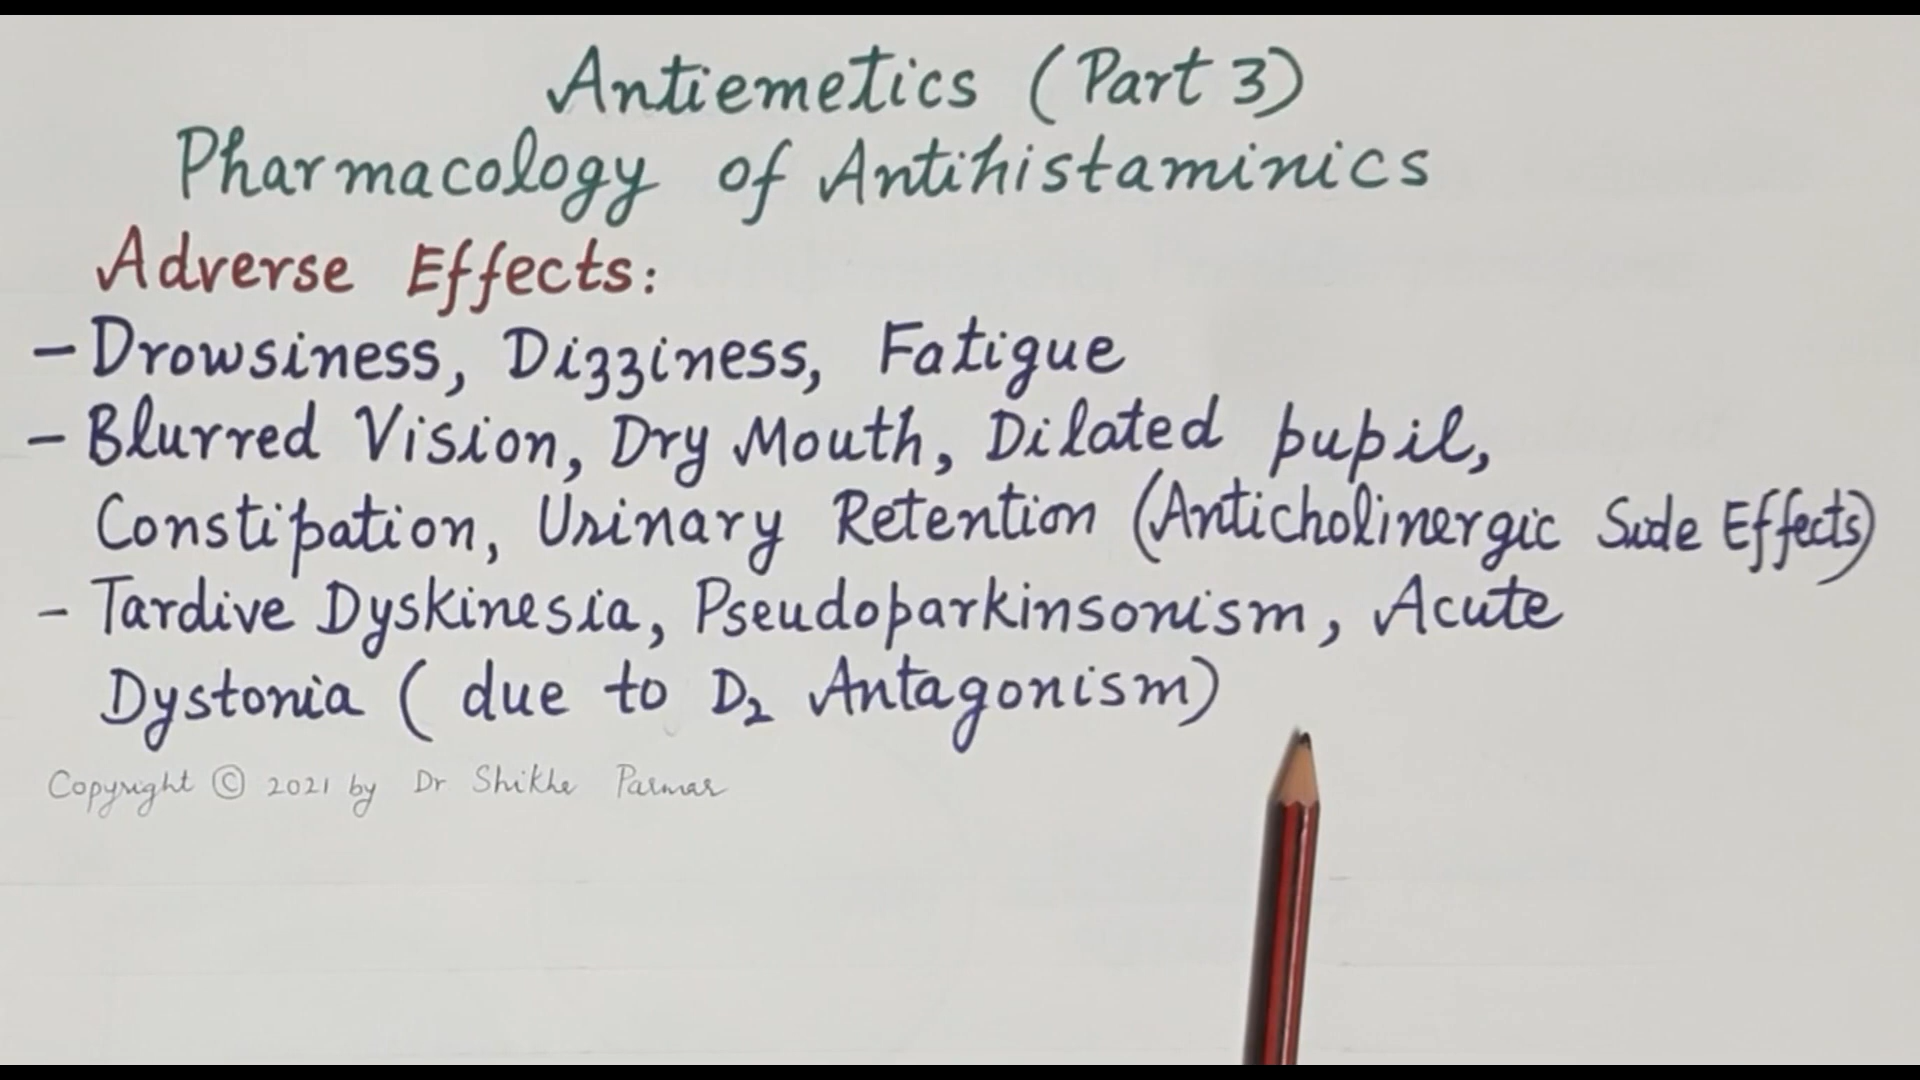 Antiemetics (Part 3)
Pharmacology of Antihistaminics
Adverse Effects:
- Drowsiness, Dizziness, Fatigue
- Blurred Vision, Dry Mouth, Dilated pupil,
Constipation, Urinary Retention (Anticholinergic Side Effects)
- Tardive Dyskinesia, Pseudoparkinsonism, Acute
Dystonia ( due to D₂ Antagonism)
Copyright © 2021 by Dr Shikha Parmar